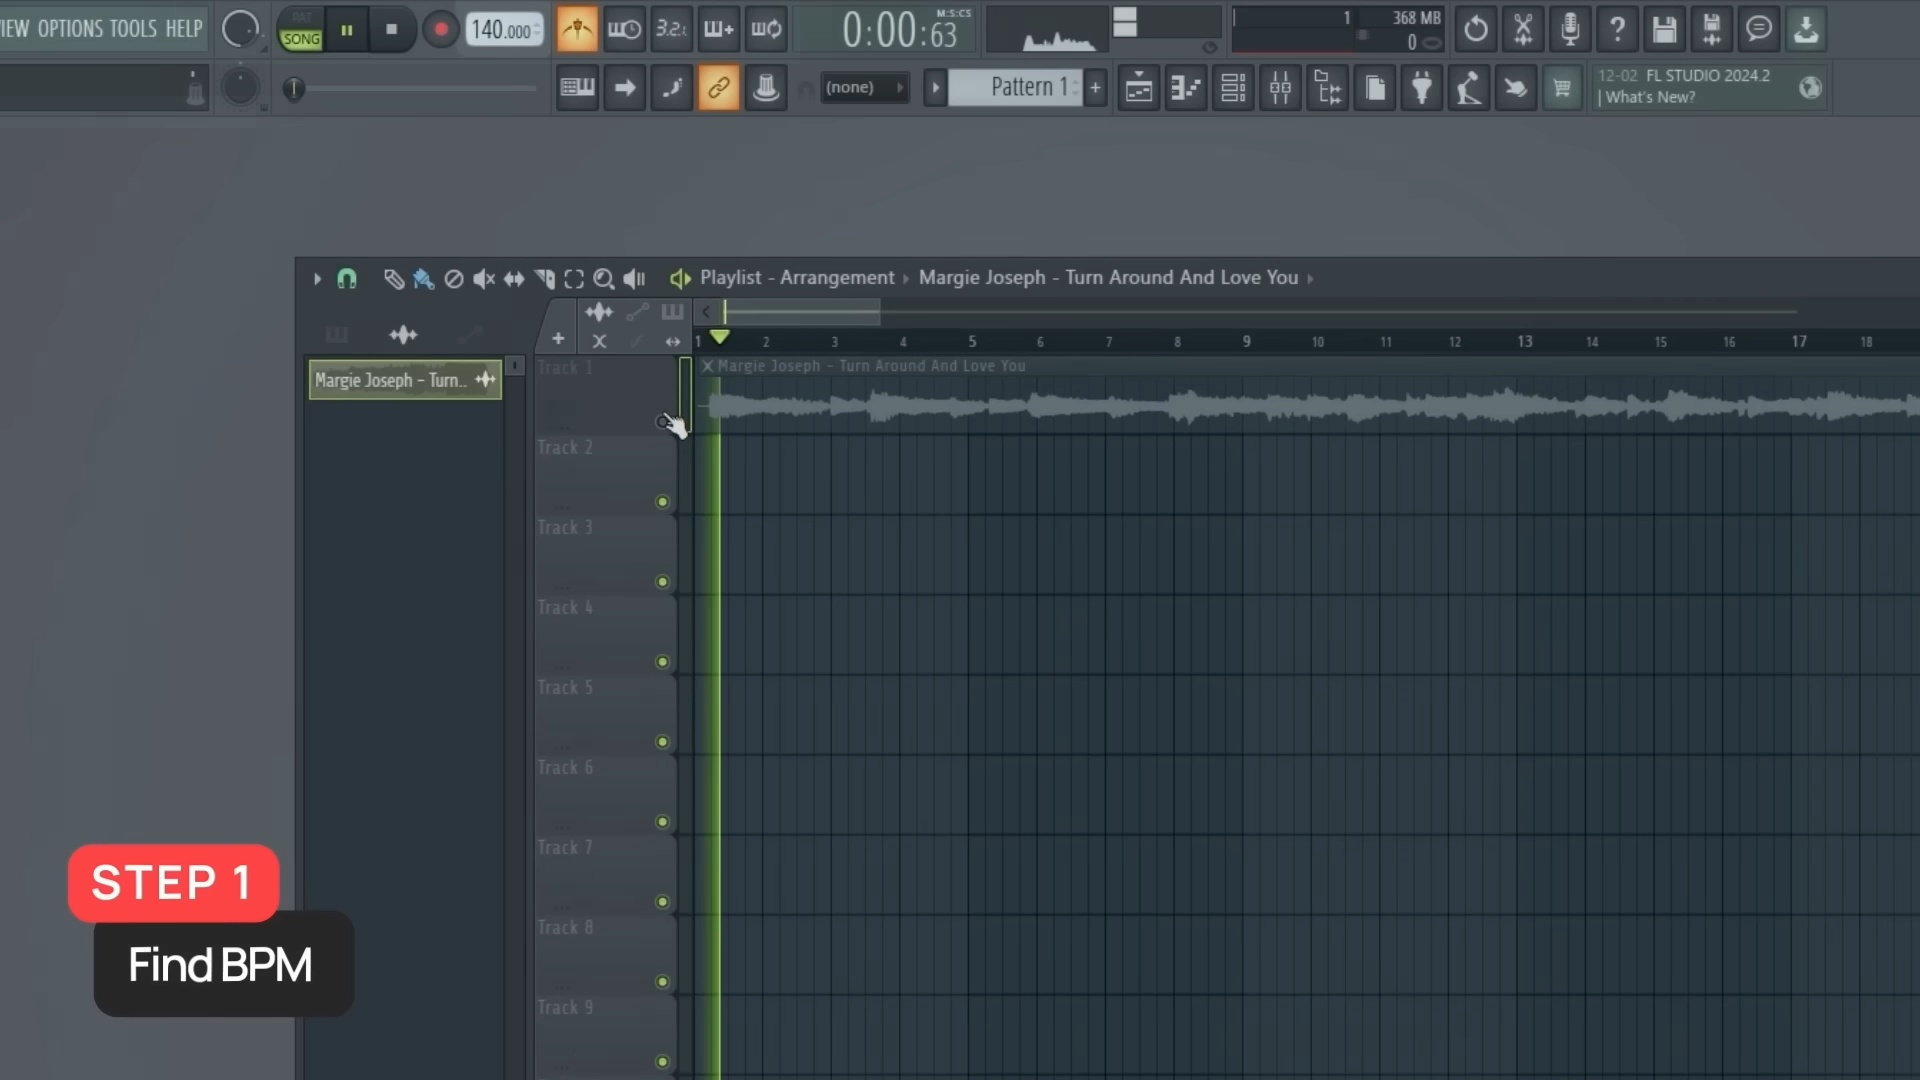 IEW OPTIONS TOOLS HELP
PAT
SONG
140.000
3.2.
0:00:63
M:S:CS
1
368 MB
0
(none)
Pattern 1
+
12-02 FL STUDIO 2024.2
| What's New?
Playlist - Arrangement
Margie Joseph - Turn Around And Love You
1 2 3 4 5 6 7 8 9 10 11 12 13 14 15 16 17 18
Margie Joseph - Turn..
Track 1
Margie Joseph - Turn Around And Love You
Track 2
Track 3
Track 4
Track 5
Track 6
Track 7
Track 8
Track 9
STEP 1
Find BPM